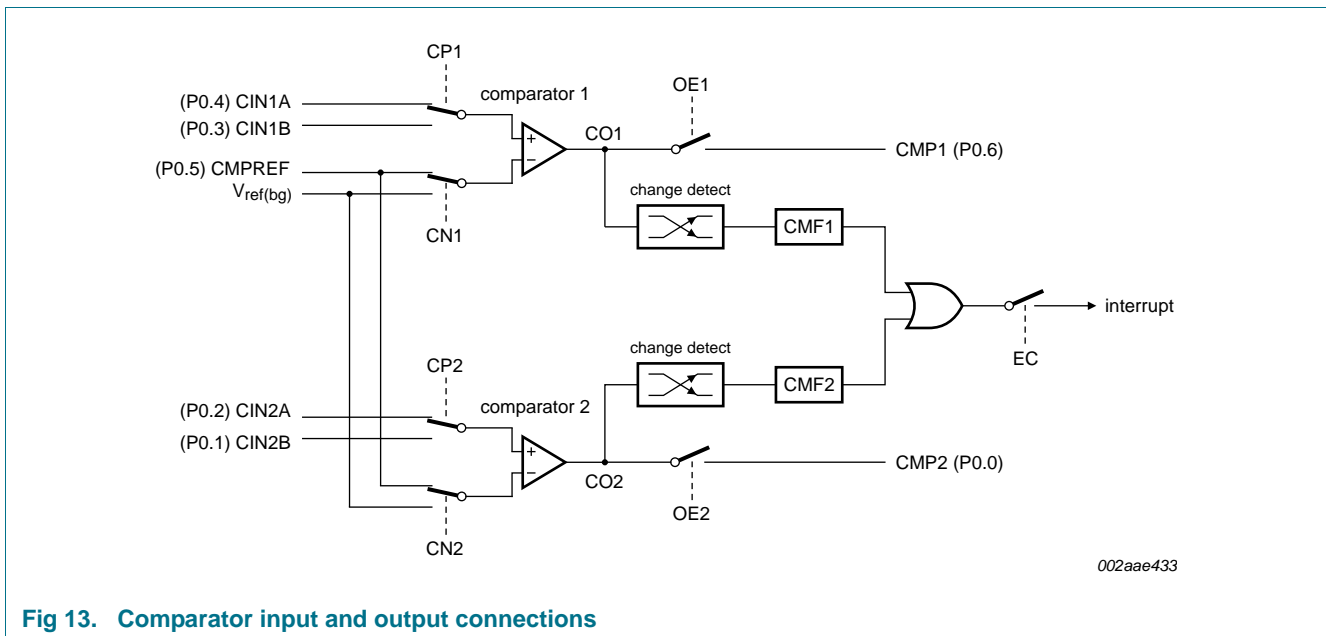 CP1
(P0.4) CIN1A
comparator 1
OE1
(P0.3) CIN1B
+
−
CO1
CMP1 (P0.6)
(P0.5) CMPREF
Vref(bg)
change detect
CN1
CMF1
interrupt
EC
change detect
CP2
CMF2
(P0.2) CIN2A
comparator 2
(P0.1) CIN2B
+
−
CO2
CMP2 (P0.0)
OE2
CN2
002aae433
Fig 13. Comparator input and output connections